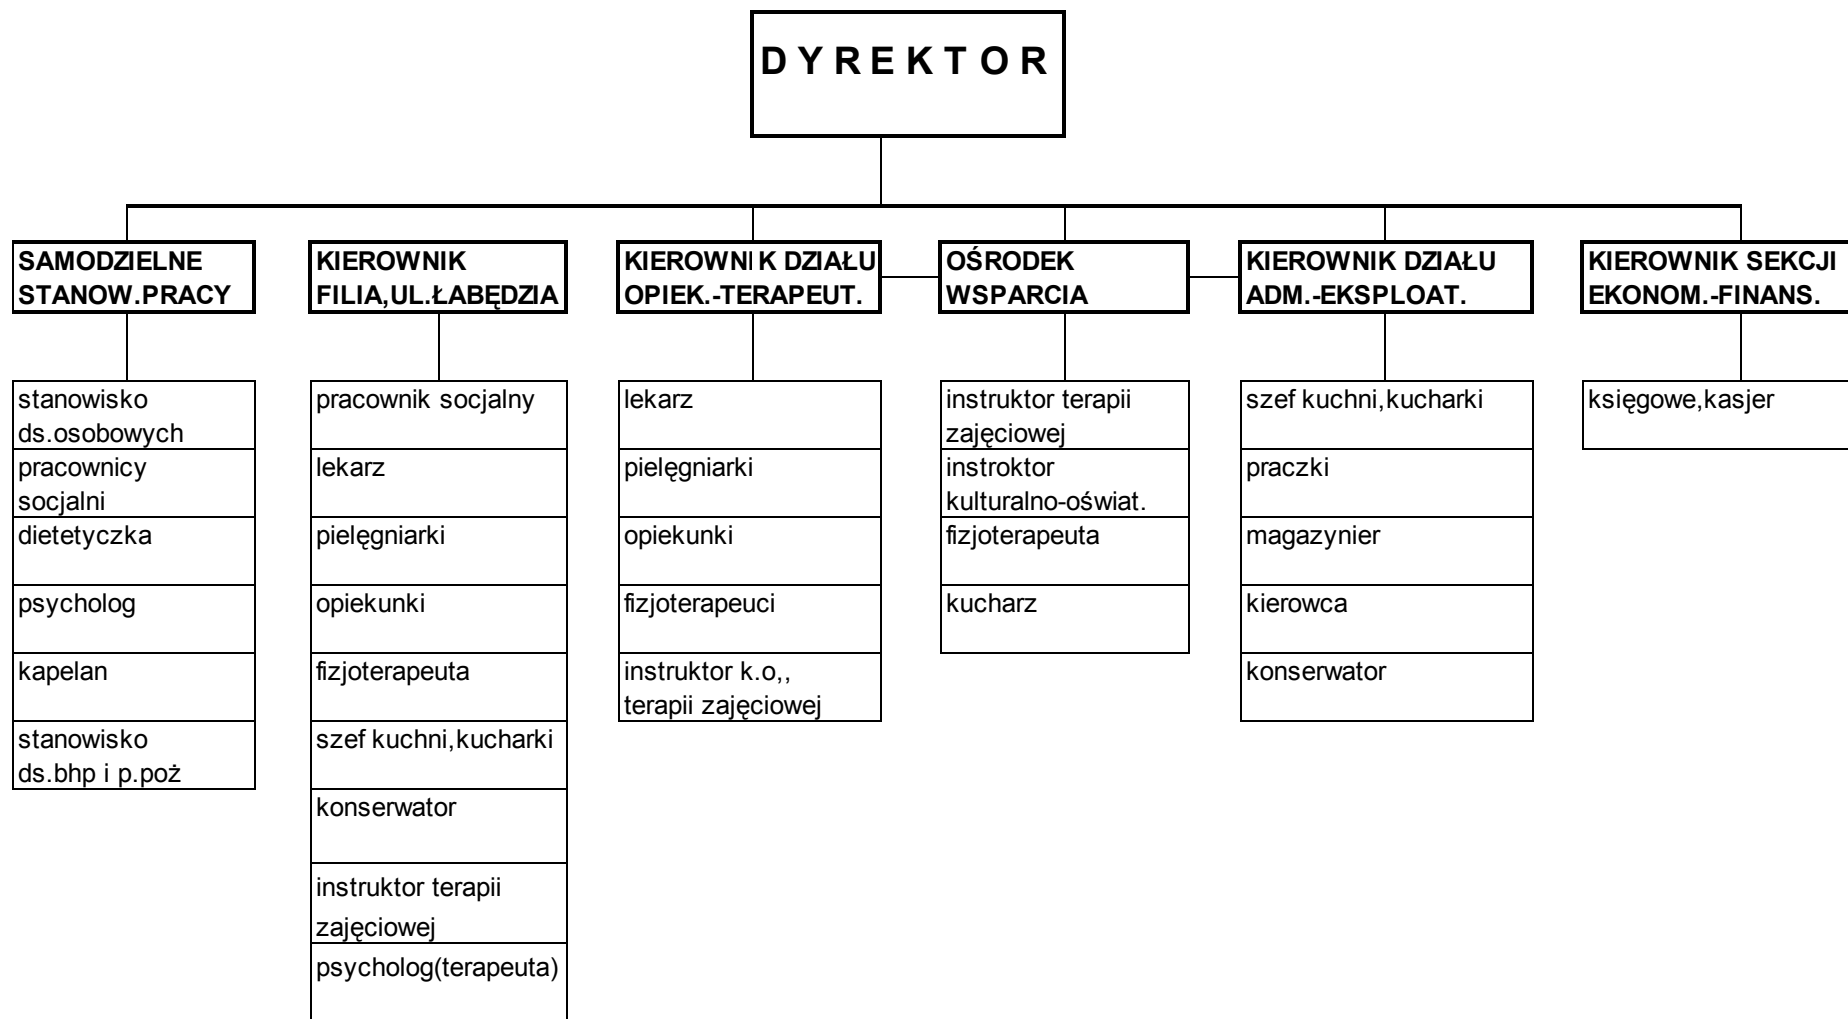 D Y R E K T O R
SAMODZIELNE
STANOW.PRACY
KIEROWNIK
FILIA,UL.ŁABĘDZIA
KIEROWNIK DZIAŁU
OPIEK.-TERAPEUT.
OŚRODEK
WSPARCIA
KIEROWNIK DZIAŁU
ADM.-EKSPLOAT.
KIEROWNIK SEKCJI
EKONOM.-FINANS.
stanowisko
ds.osobowych
pracownicy
socjalni
dietetyczka
psycholog
kapelan
stanowisko
ds.bhp i p.poż
pracownik socjalny
lekarz
pielęgniarki
opiekunki
fizjoterapeuta
szef kuchni,kucharki
konserwator
instruktor terapii
zajęciowej
psycholog(terapeuta)
lekarz
pielęgniarki
opiekunki
fizjoterapeuci
instruktor k.o,,
terapii zajęciowej
instruktor terapii
zajęciowej
instroktor
kulturalno-oświat.
fizjoterapeuta
kucharz
szef kuchni,kucharki
praczki
magazynier
kierowca
konserwator
księgowe,kasjer